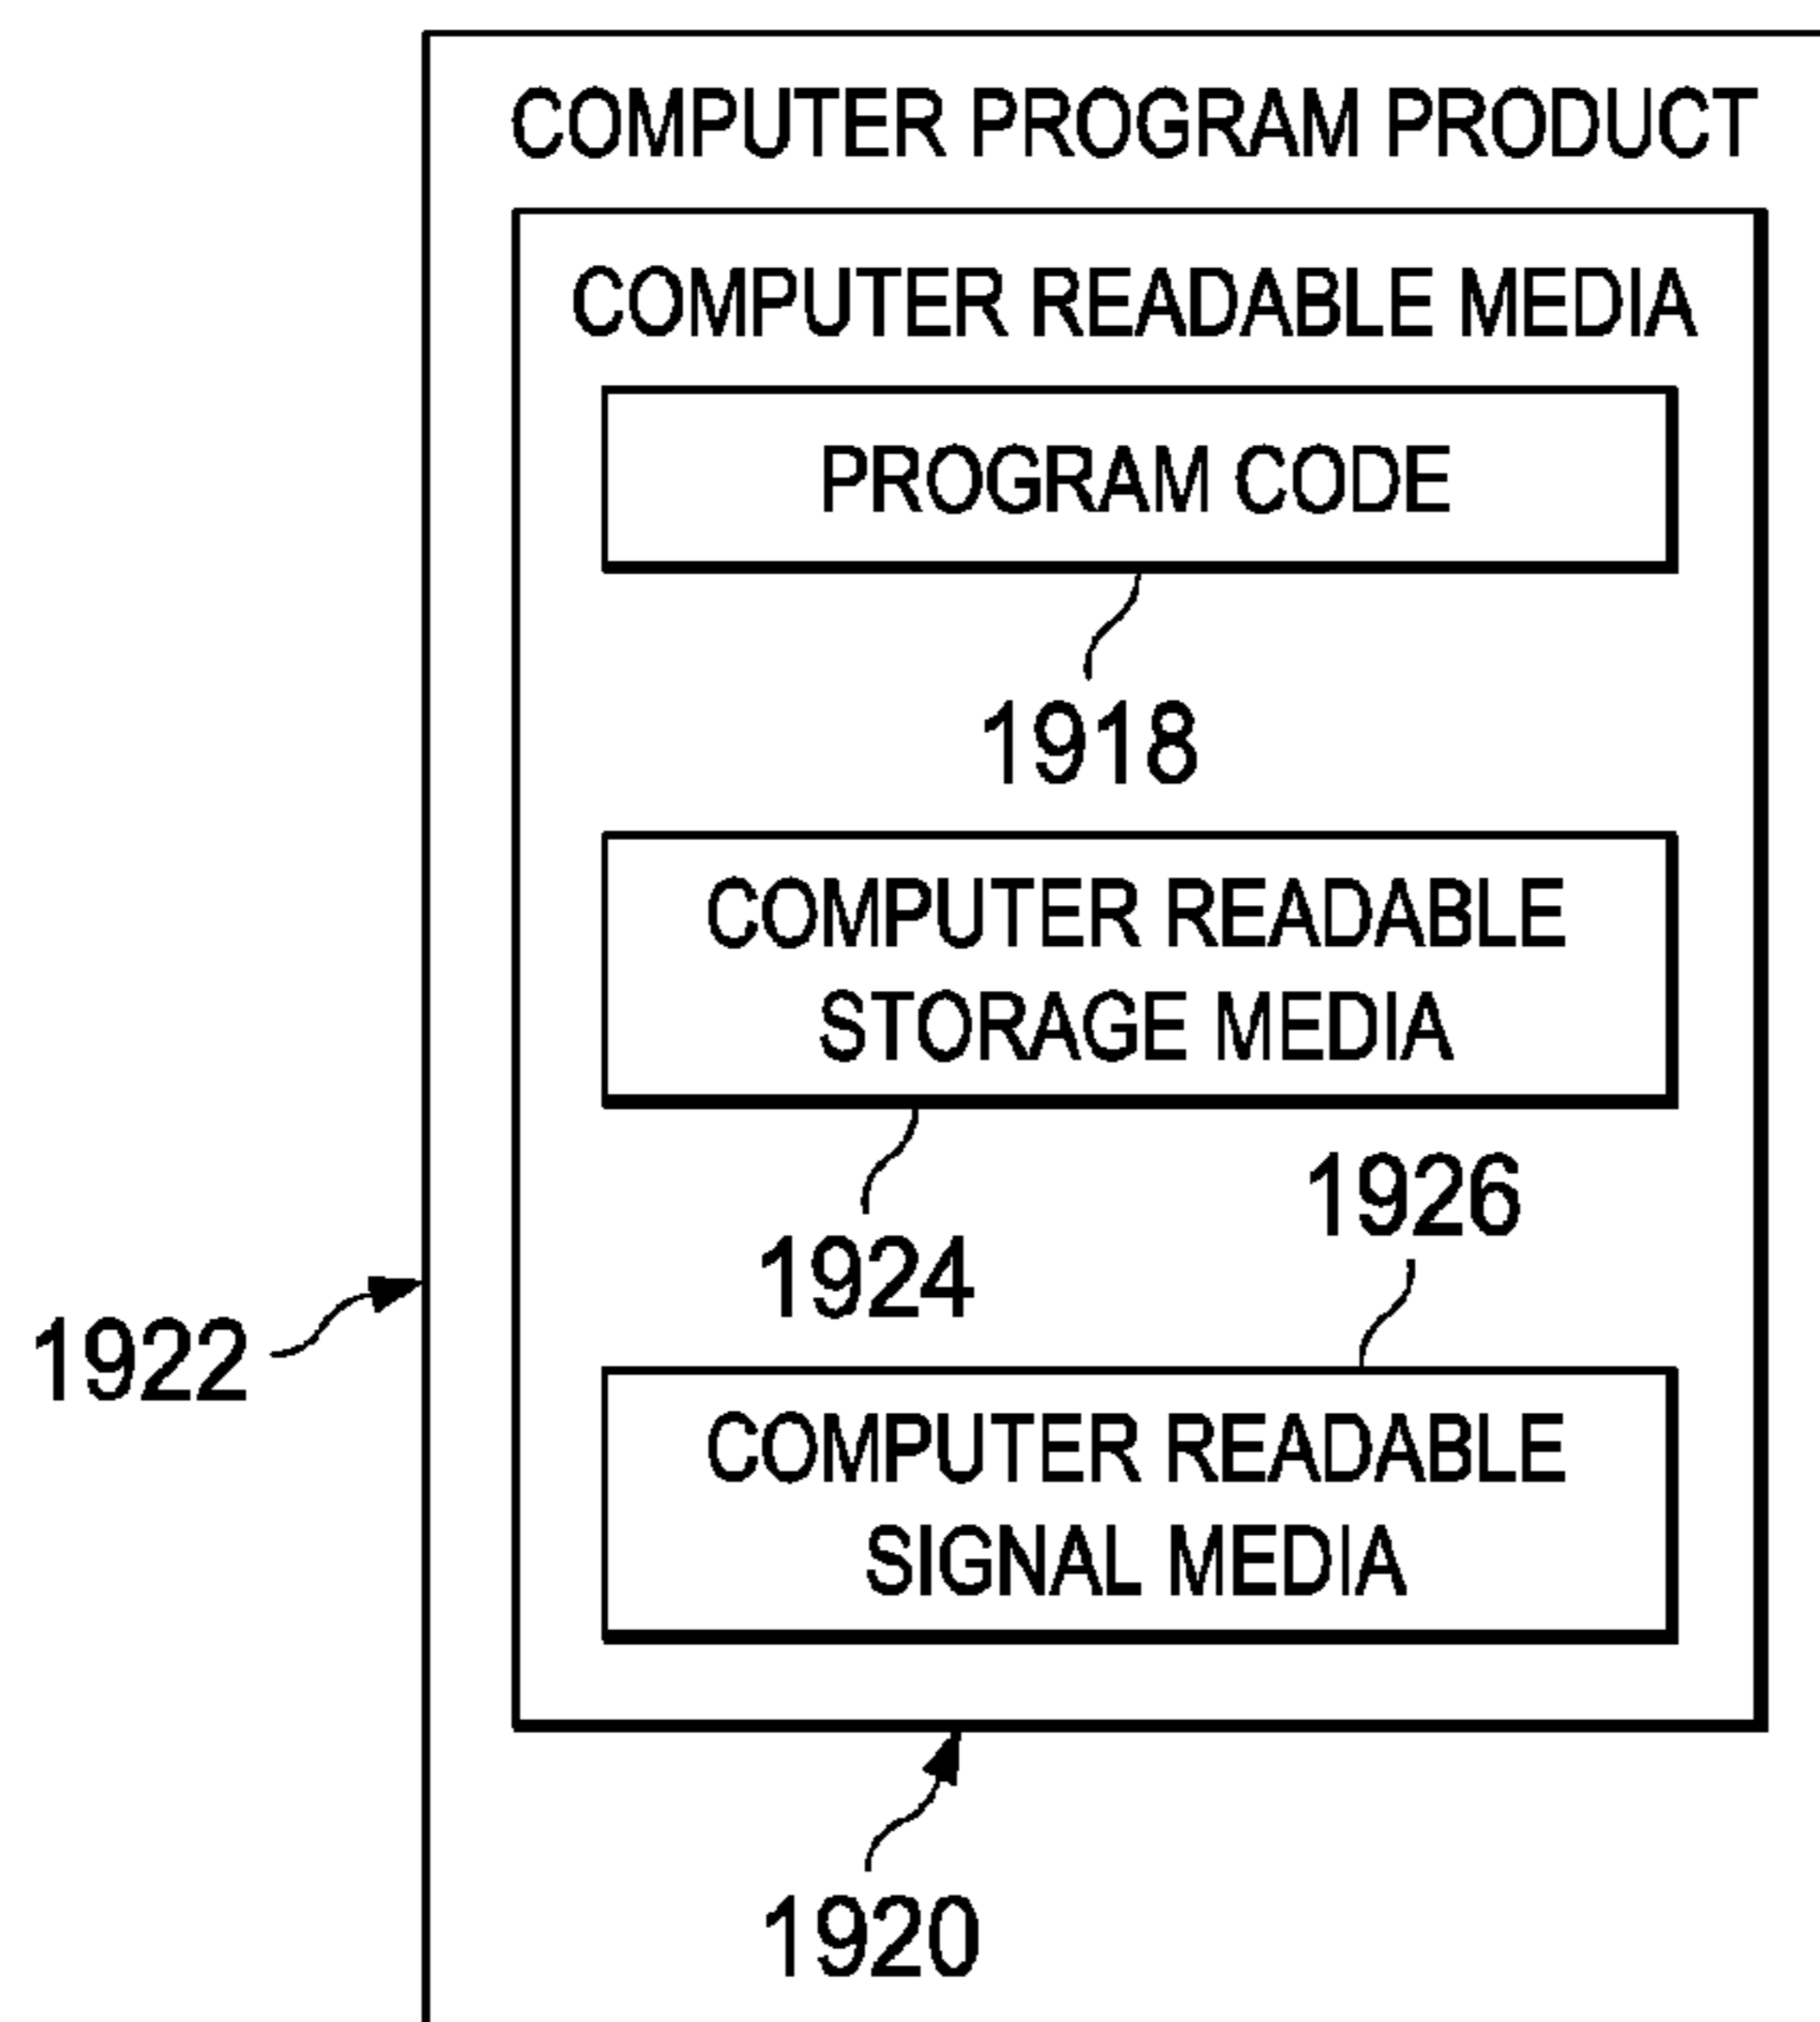 COMPUTER PROGRAM PRODUCT
COMPUTER READABLE MEDIA
PROGRAM CODE
1918
COMPUTER READABLE
STORAGE MEDIA
1924
1926
1922
COMPUTER READABLE
SIGNAL MEDIA
1920